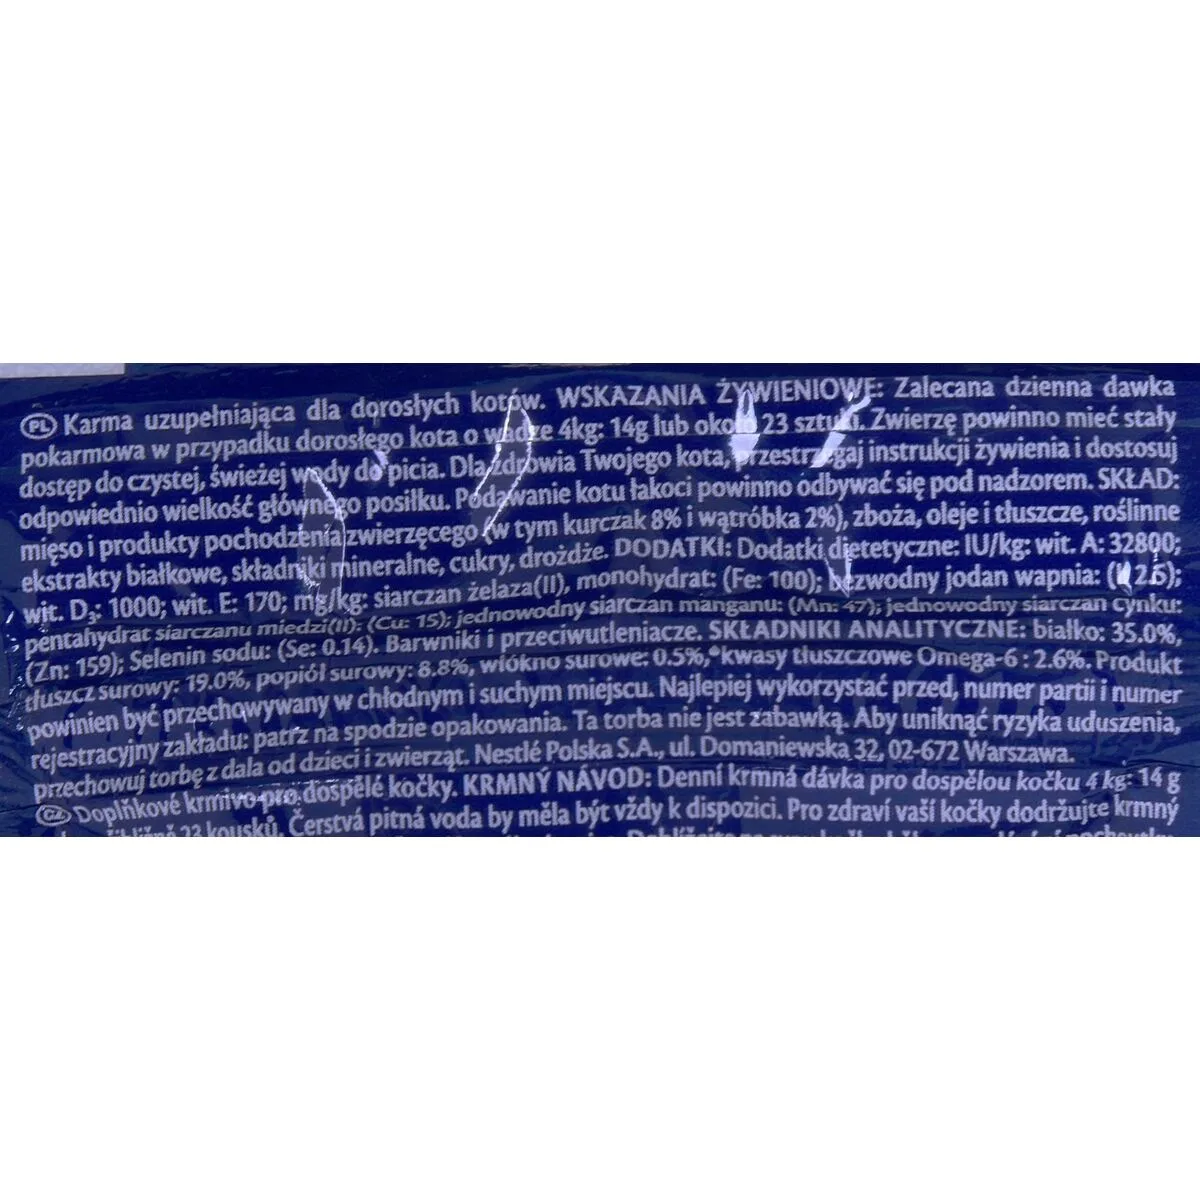 PL Karma uzupełniająca dla dorosłych kotów. WSKAZANIA ŻYWIENIOWE: Zalecana dzienna dawka
pokarmowa w przypadku dorosłego kota o wadze 4kg: 14g lub około 23 sztuki. Zwierzę powinno mieć stały
dostęp do czystej, świeżej wody do picia. Dla zdrowia Twojego kota, przestrzegaj instrukcji żywienia i dostosuj
odpowiednio wielkość głównego posiłku. Podawanie kotu łakoci powinno odbywać się pod nadzorem. SKŁAD:
mięso i produkty pochodzenia zwierzęcego (w tym kurczak 8% i wątróbka 2%), zboża, oleje i tłuszcze, roślinne
ekstrakty białkowe, składniki mineralne, cukry, drożdże. DODATKI: Dodatki dietetyczne: IU/kg: wit. A: 32800;
wit. D₃: 1000; wit. E: 170; mg/kg: siarczan żelaza(II), monohydrat: (Fe: 100); bezwodny jodan wapnia:
pentahydrat siarczanu miedzi(II): (Cu: 15); jednowodny siarczan manganu: (Mn: 47); jednowodny siarczan cynku:
(Zn: 159); Selenin sodu: (Se: 0.14). Barwniki i przeciwutleniacze. SKŁADNIKI ANALITYCZNE: białko: 35.0%,
tłuszcz surowy: 19.0%, popiół surowy: 8.8%, włókno surowe: 0.5%, kwasy tłuszczowe Omega-6 : 2.6%. Produkt
powinien być przechowywany w chłodnym i suchym miejscu. Najlepiej wykorzystać przed, numer partii i numer
rejestracyjny zakładu: patrz na spodzie opakowania. Ta torba nie jest zabawką. Aby uniknąć ryzyka uduszenia,
przechowuj torbę z dala od dzieci i zwierząt. Nestlé Polska S.A., ul. Domaniewska 32, 02-672 Warszawa.
CZ Doplňkové krmivo pro dospělé kočky. KRMNÝ NÁVOD: Denní krmná dávka pro dospělou kočku 4 kg: 14 g
23 kousků. Čerstvá pitná voda by měla být vždy k dispozici. Pro zdraví vaší kočky dodržujte krmný